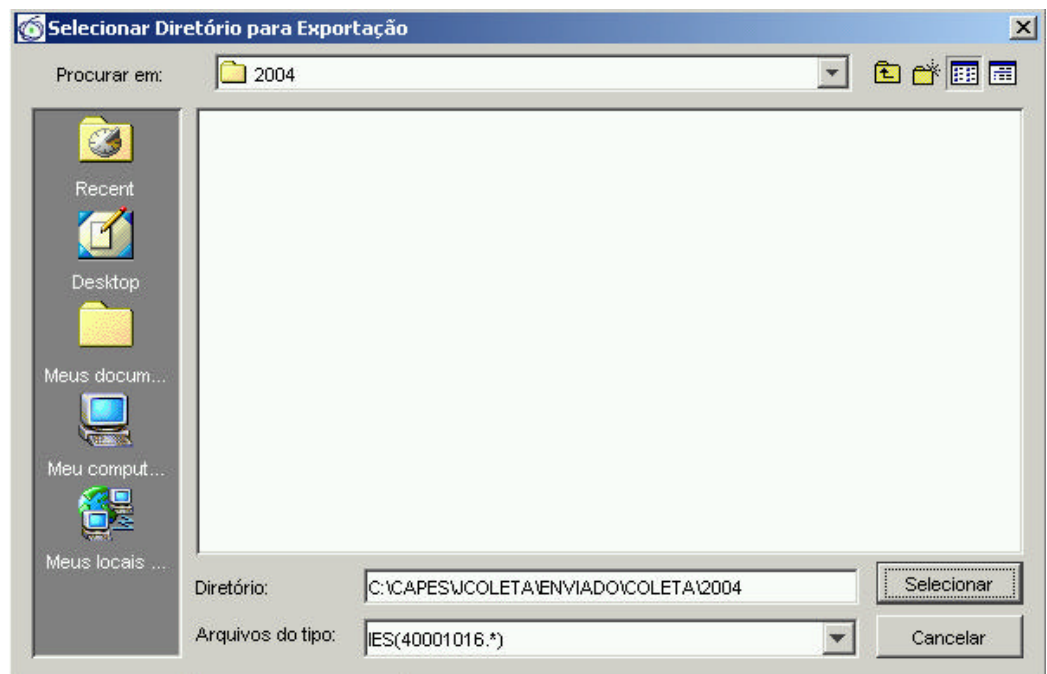 Selecionar Diretório para Exportação
Procurar em:
2004
Recent
Desktop
Meus docum...
Meu comput...
Meus locais ...
Diretório:
C:\CAPES\JCOLETA\ENVIADO\COLETA\2004
Selecionar
Arquivos do tipo:
IES(40001016.*)
Cancelar